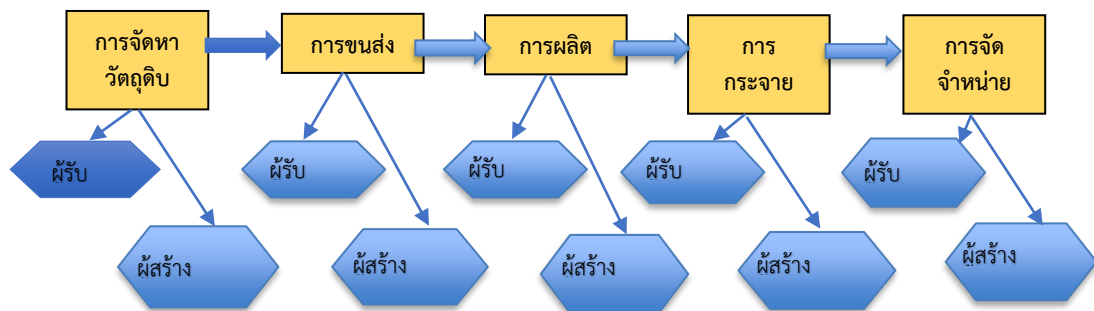 การจัดหา
วัตถุดิบ
การขนส่ง
การผลิต
การ
กระจาย
การจัด
จำหน่าย
ผู้รับ
ผู้รับ
ผู้รับ
ผู้รับ
ผู้รับ
ผู้สร้าง
ผู้สร้าง
ผู้สร้าง
ผู้สร้าง
ผู้สร้าง